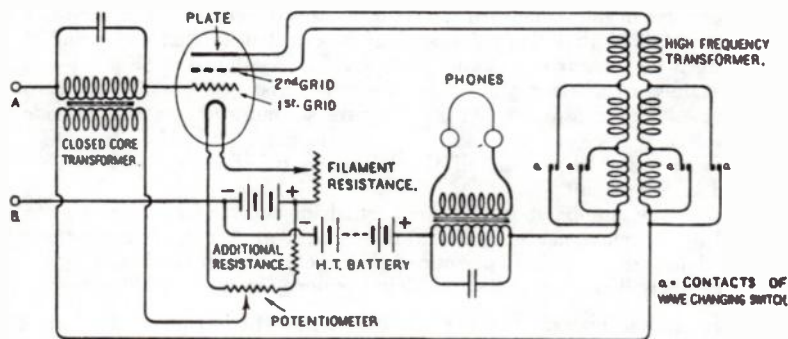 PLATE
2nd GRID
1st. GRID
A
CLOSED CORE
TRANSFORMER.
B
PHONES
HIGH FREQUENCY
TRANSFORMER.
FILAMENT
RESISTANCE.
- +
- +
ADDITIONAL
RESISTANCE.
H.T. BATTERY
POTENTIOMETER
a a a a
a = CONTACTS OF
WAVE CHANGING SWITCH